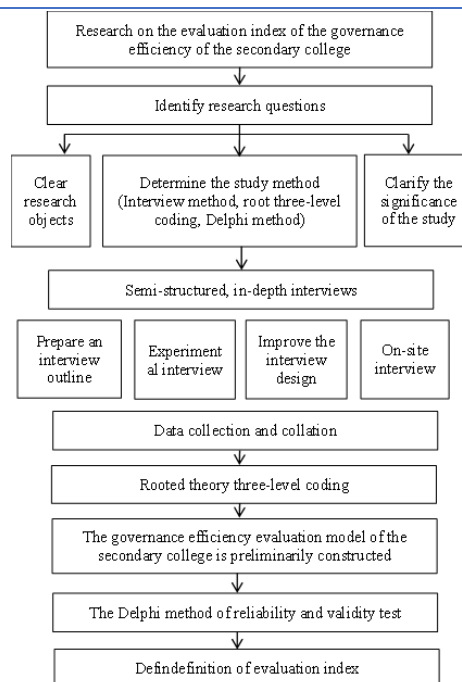 Research on the evaluation index of the governance
efficiency of the secondary college
Identify research questions
Clear
research
objects
Determine the study method
(Interview method, root three-level
coding, Delphi method)
Clarify the
significance
of the study
Semi-structured, in-depth interviews
Prepare an
interview
outline
Experiment
al interview
Improve the
interview
design
On-site
interview
Data collection and collation
Rooted theory three-level coding
The governance efficiency evaluation model of the
secondary college is preliminarily constructed
The Delphi method of reliability and validity test
Defindefinition of evaluation index